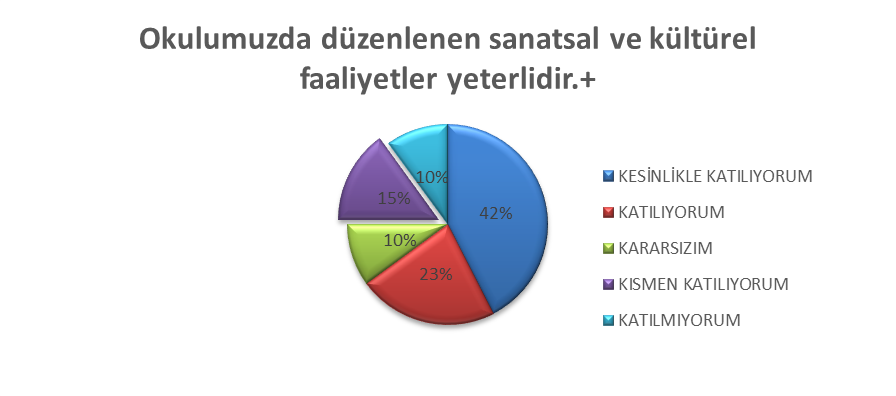 Okulumuzda düzenlenen sanatsal ve kültürel
faaliyetler yeterlidir.+
42%
23%
10%
15%
10%
KESİNLİKLE KATILIYORUM
KATILIYORUM
KARARSIZIM
KISMEN KATILIYORUM
KATILMIYORUM